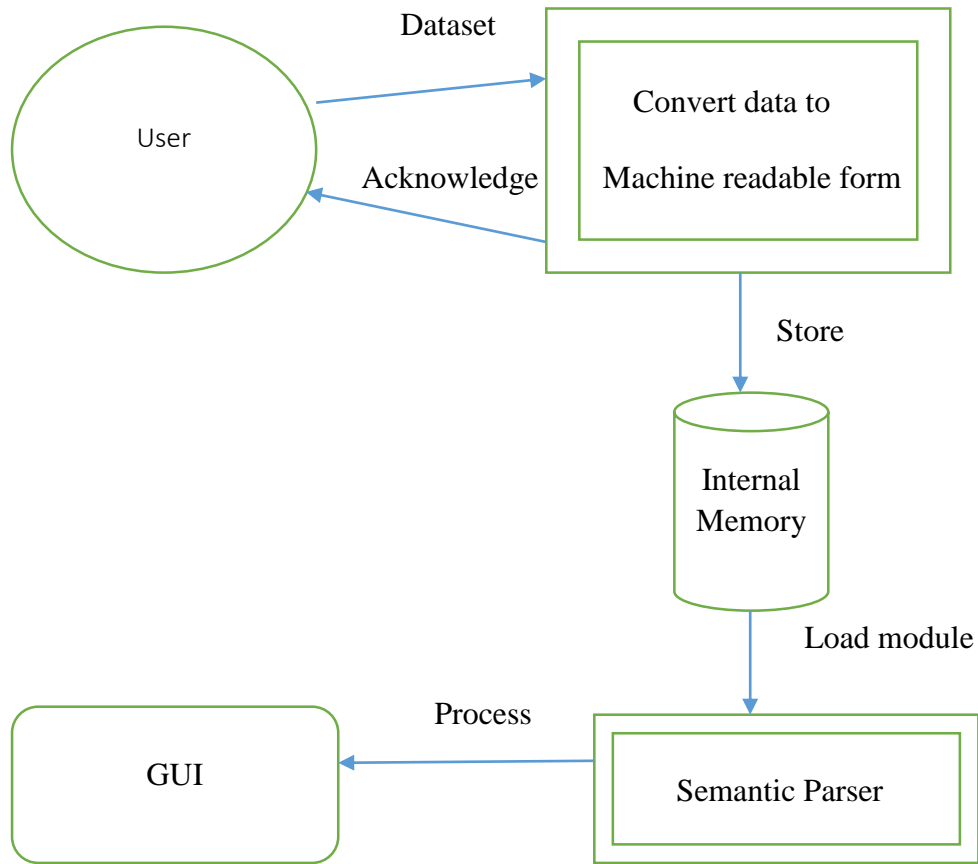 Dataset
User
Convert data to
Machine readable form
Acknowledge
Store
Internal
Memory
Load module
Process
GUI
Semantic Parser